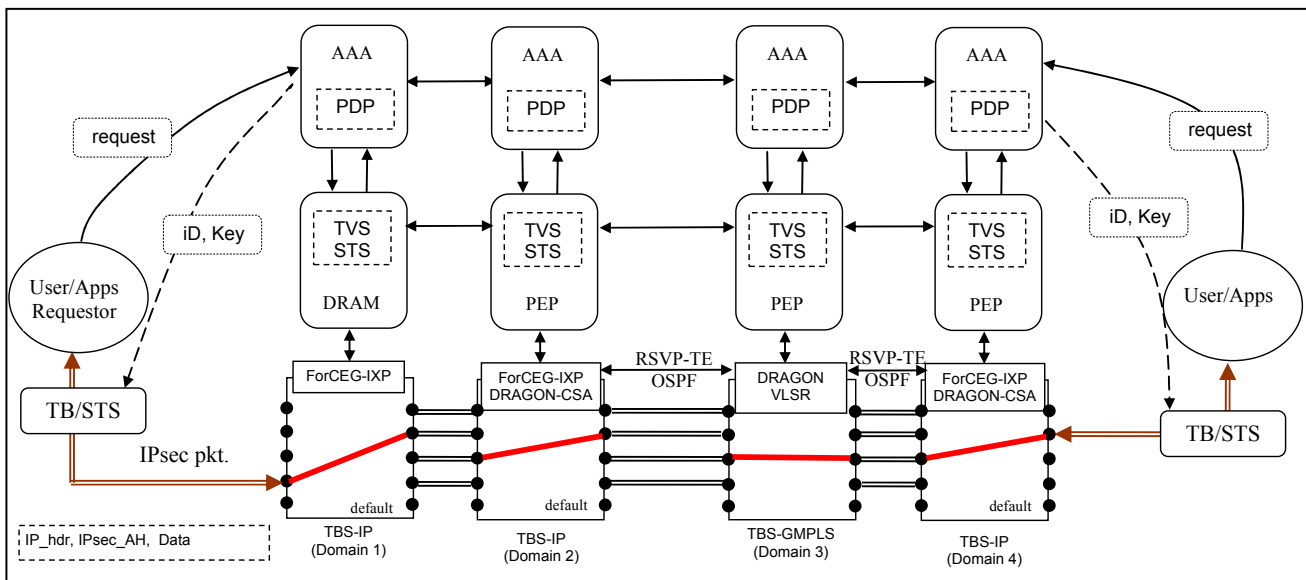 AAA
AAA
AAA
AAA
PDP
PDP
PDP
PDP
request
request
iD, Key
iD, Key
TVS
STS
TVS
STS
TVS
STS
TVS
STS
DRAM
PEP
PEP
PEP
User/Apps
Requestor
User/Apps
ForCEG-IXP
ForCEG-IXP
DRAGON-CSA
RSVP-TE
OSPF
DRAGON
VLSR
RSVP-TE
OSPF
ForCEG-IXP
DRAGON-CSA
TB/STS
TB/STS
IPsec pkt.
default
default
default
IP_hdr, IPsec_AH, Data
TBS-IP
(Domain 1)
TBS-IP
(Domain 2)
TBS-GMPLS
(Domain 3)
TBS-IP
(Domain 4)